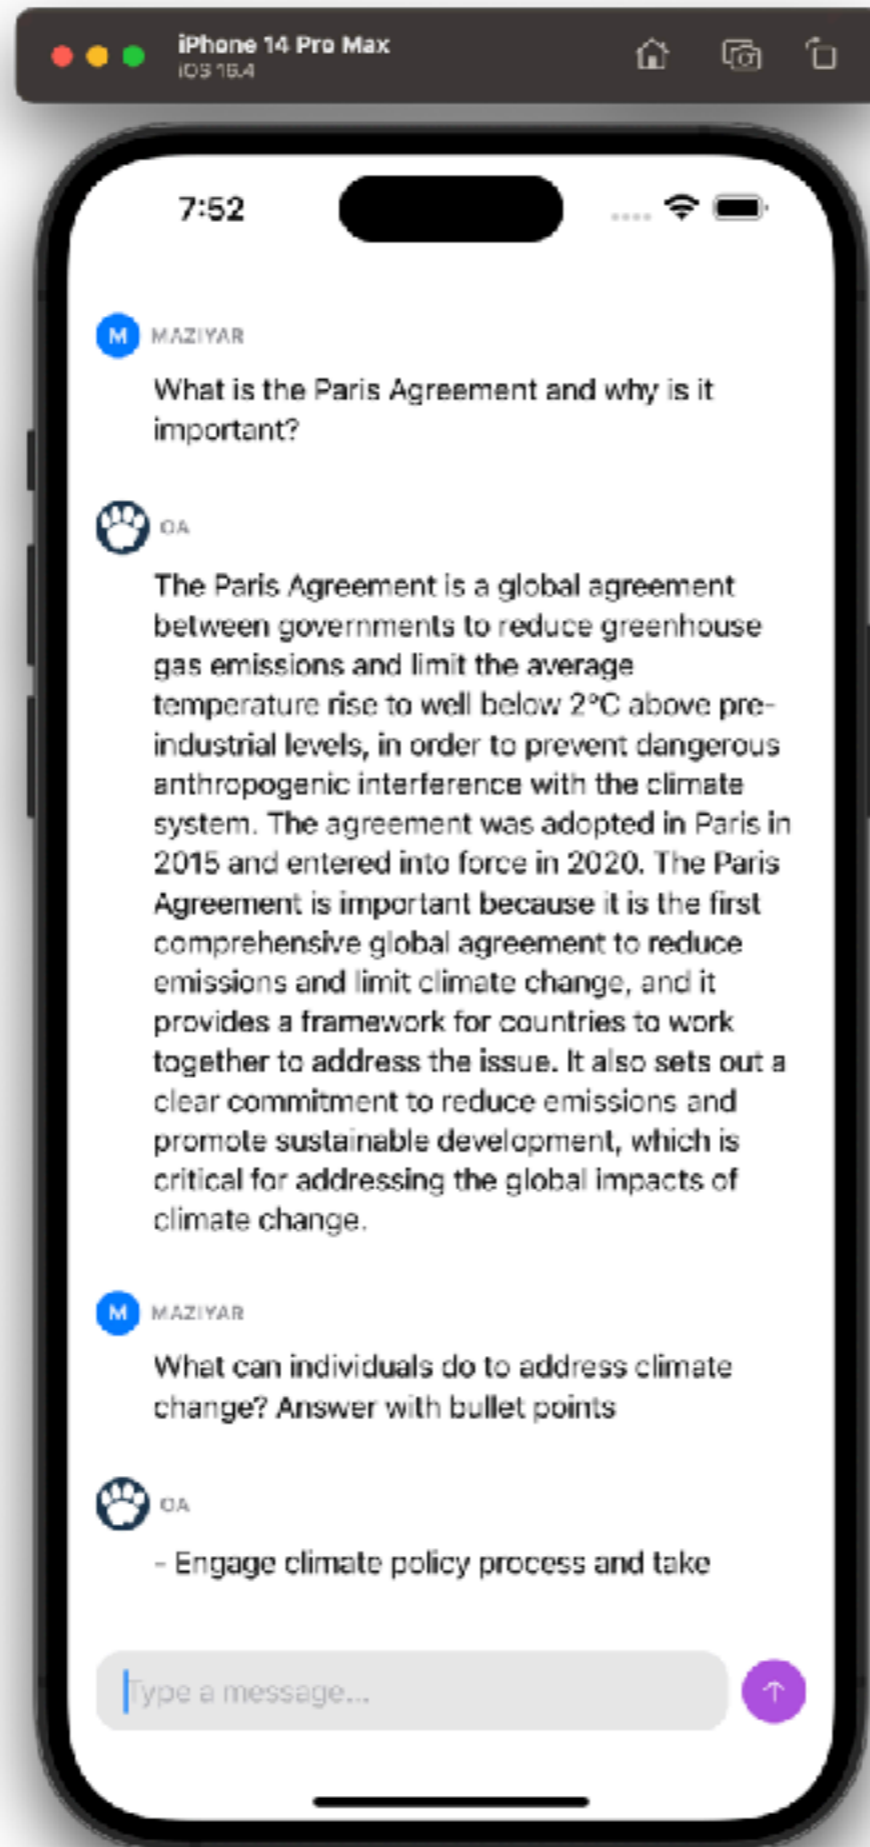 iPhone 14 Pro Max
iOS 16.4
7:52
M MAZIYAR
What is the Paris Agreement and why is it
important?
OA
The Paris Agreement is a global agreement
between governments to reduce greenhouse
gas emissions and limit the average
temperature rise to well below 2°C above pre-
industrial levels, in order to prevent dangerous
anthropogenic interference with the climate
system. The agreement was adopted in Paris in
2015 and entered into force in 2020. The Paris
Agreement is important because it is the first
comprehensive global agreement to reduce
emissions and limit climate change, and it
provides a framework for countries to work
together to address the issue. It also sets out a
clear commitment to reduce emissions and
promote sustainable development, which is
critical for addressing the global impacts of
climate change.
M MAZIYAR
What can individuals do to address climate
change? Answer with bullet points
OA
- Engage climate policy process and take
Type a message...